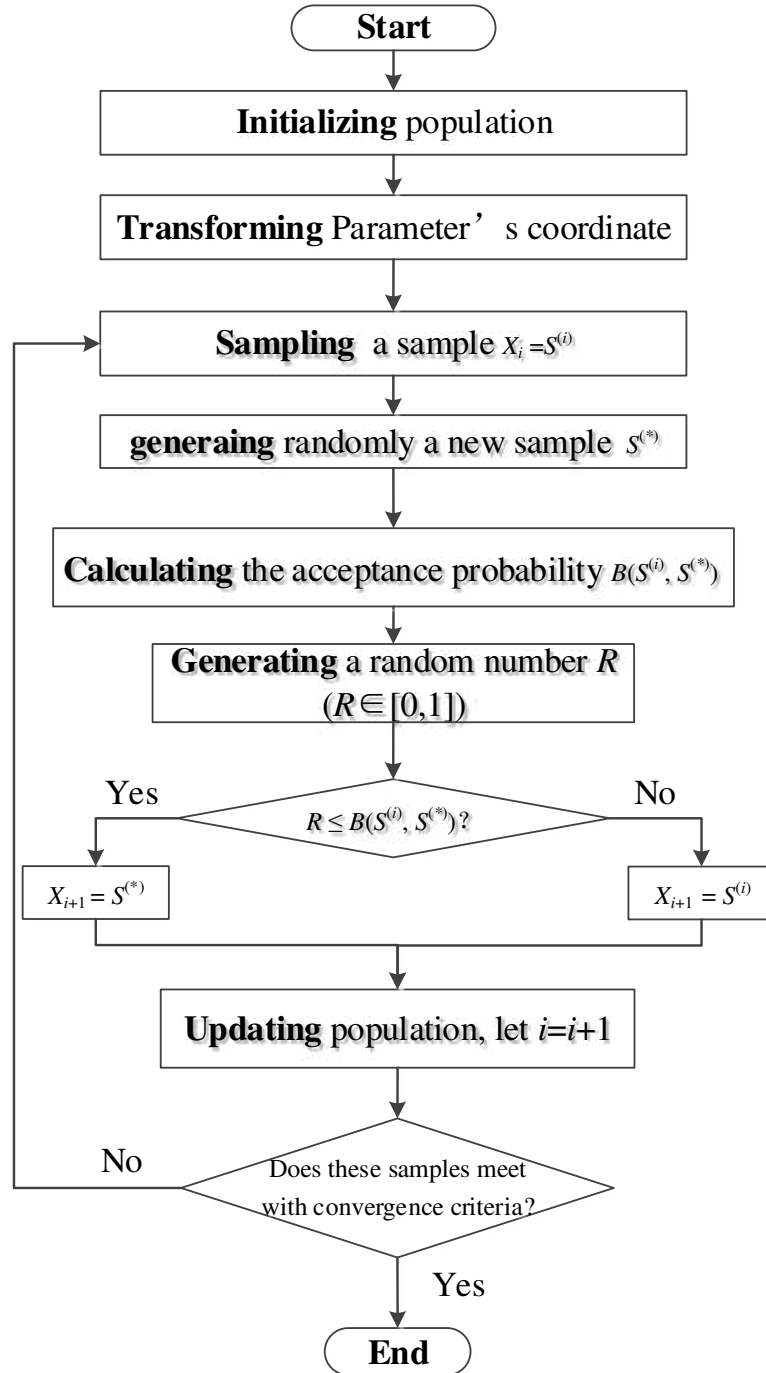 Start
Initializing population
Transforming Parameter’s coordinate
Sampling a sample X_i =S^(i)
generaing randomly a new sample S^(*)
Calculating the acceptance probability B(S^(i), S^(*))
Generating a random number R
(R∈[0,1])
Yes
No
R ≤ B(S^(i), S^(*))?
X_{i+1} = S^(*)
X_{i+1} = S^(i)
Updating population, let i=i+1
No
Does these samples meet
with convergence criteria?
Yes
End